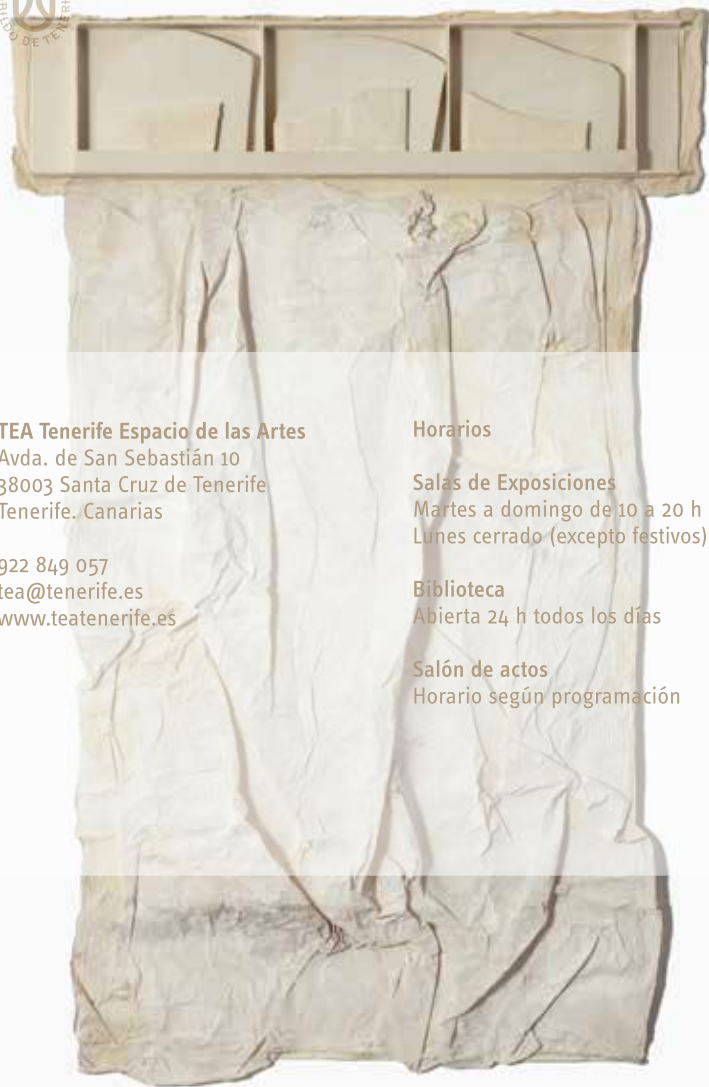 DE TENERI
TEA Tenerife Espacio de las Artes
Avda. de San Sebastián 10
38003 Santa Cruz de Tenerife
Tenerife. Canarias
922 849 057
tea@tenerife.es
www.teatenerife.es
Horarios
Salas de Exposiciones
Martes a domingo de 10 a 20 h
Lunes cerrado (excepto festivos)
Biblioteca
Abierta 24 h todos los días
Salón de actos
Horario según programación